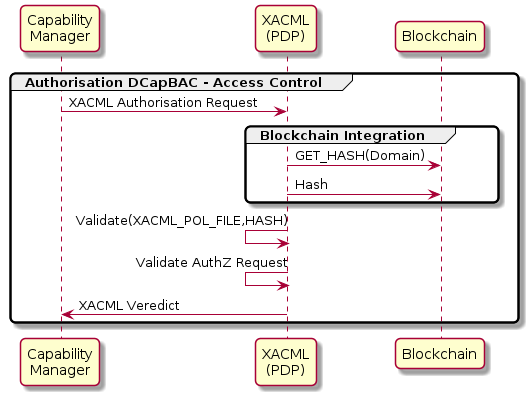 Capability
Manager
XACML
(PDP)
Blockchain
Authorisation DCapBAC - Access Control
XACML Authorisation Request
Blockchain Integration
GET_HASH(Domain)
Hash
Validate(XACML_POL_FILE,HASH)
Validate AuthZ Request
XACML Veredict
Capability
Manager
XACML
(PDP)
Blockchain